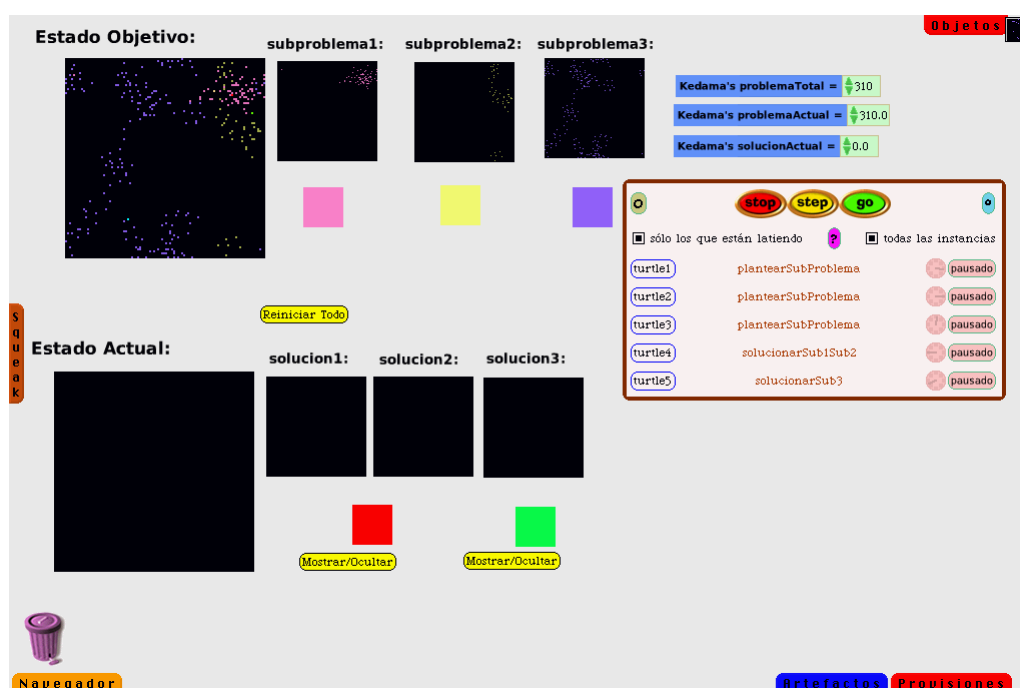 Objetos
Estado Objetivo:
subproblema1:
subproblema2:
subproblema3:
Kedama's problemaTotal = 310
Kedama's problemaActual = 310.0
Kedama's solucionActual = 0.0
stop step go
sólo los que están latiendo ? todas las instancias
turtle1 plantearSubProblema pausado
turtle2 plantearSubProblema pausado
turtle3 plantearSubProblema pausado
turtle4 solucionarSub1Sub2 pausado
turtle5 solucionarSub3 pausado
Reiniciar Todo
Squeak
Estado Actual:
solucion1:
solucion2:
solucion3:
Mostrar/Ocultar
Mostrar/Ocultar
Navegador
Artefactos
Provisiones